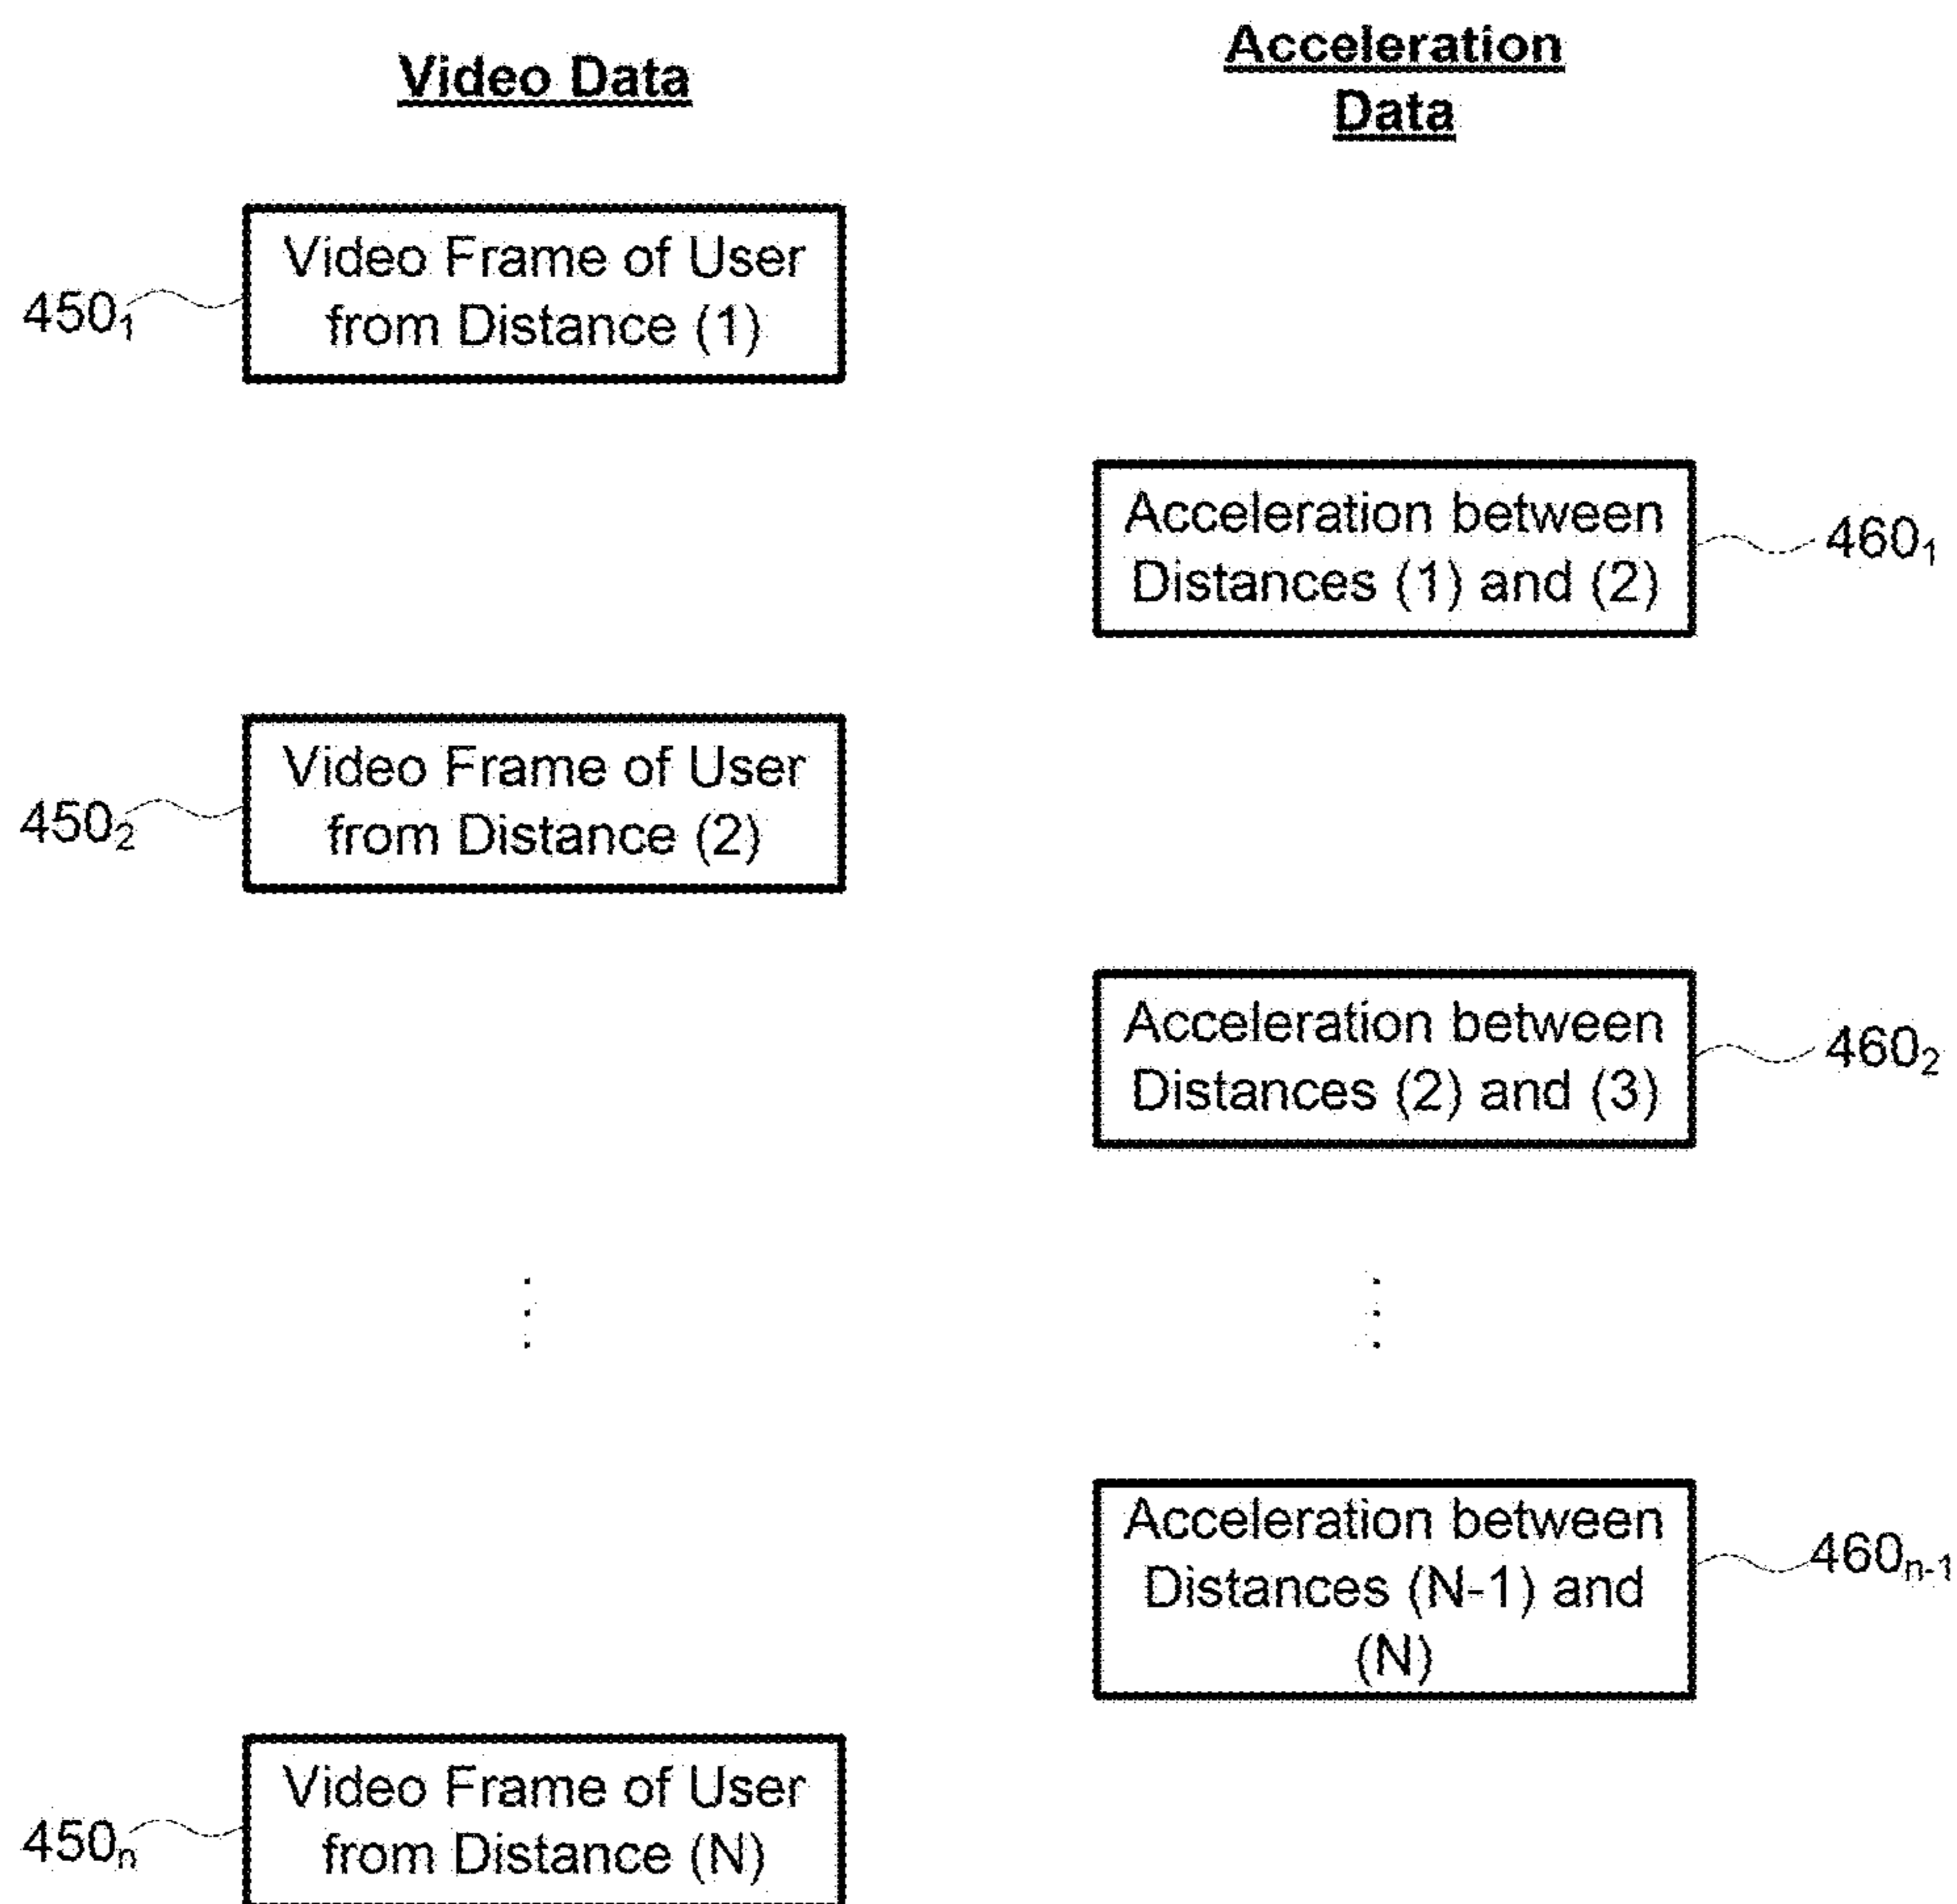 Video Data
Acceleration
Data
450₁
Video Frame of User
from Distance (1)
Acceleration between
Distances (1) and (2)
460₁
450₂
Video Frame of User
from Distance (2)
Acceleration between
Distances (2) and (3)
460₂
Acceleration between
Distances (N-1) and
(N)
460ₙ₋₁
450ₙ
Video Frame of User
from Distance (N)